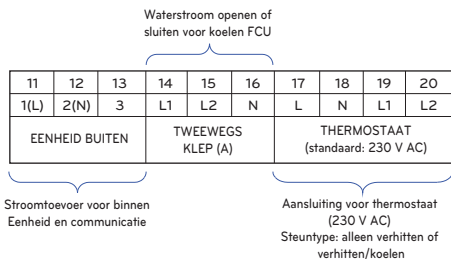 Waterstroom openen of
sluiten voor koelen FCU
11 12 13 14 15 16 17 18 19 20
1(L) 2(N) 3 L1 L2 N L N L1 L2
EENHEID BUITEN
TWEEWEGS
KLEP (A)
THERMOSTAAT
(standaard: 230 V AC)
Stroomtoevoer voor binnen
Eenheid en communicatie
Aansluiting voor thermostaat
(230 V AC)
Steuntype: alleen verhitten of
verhitten/koelen